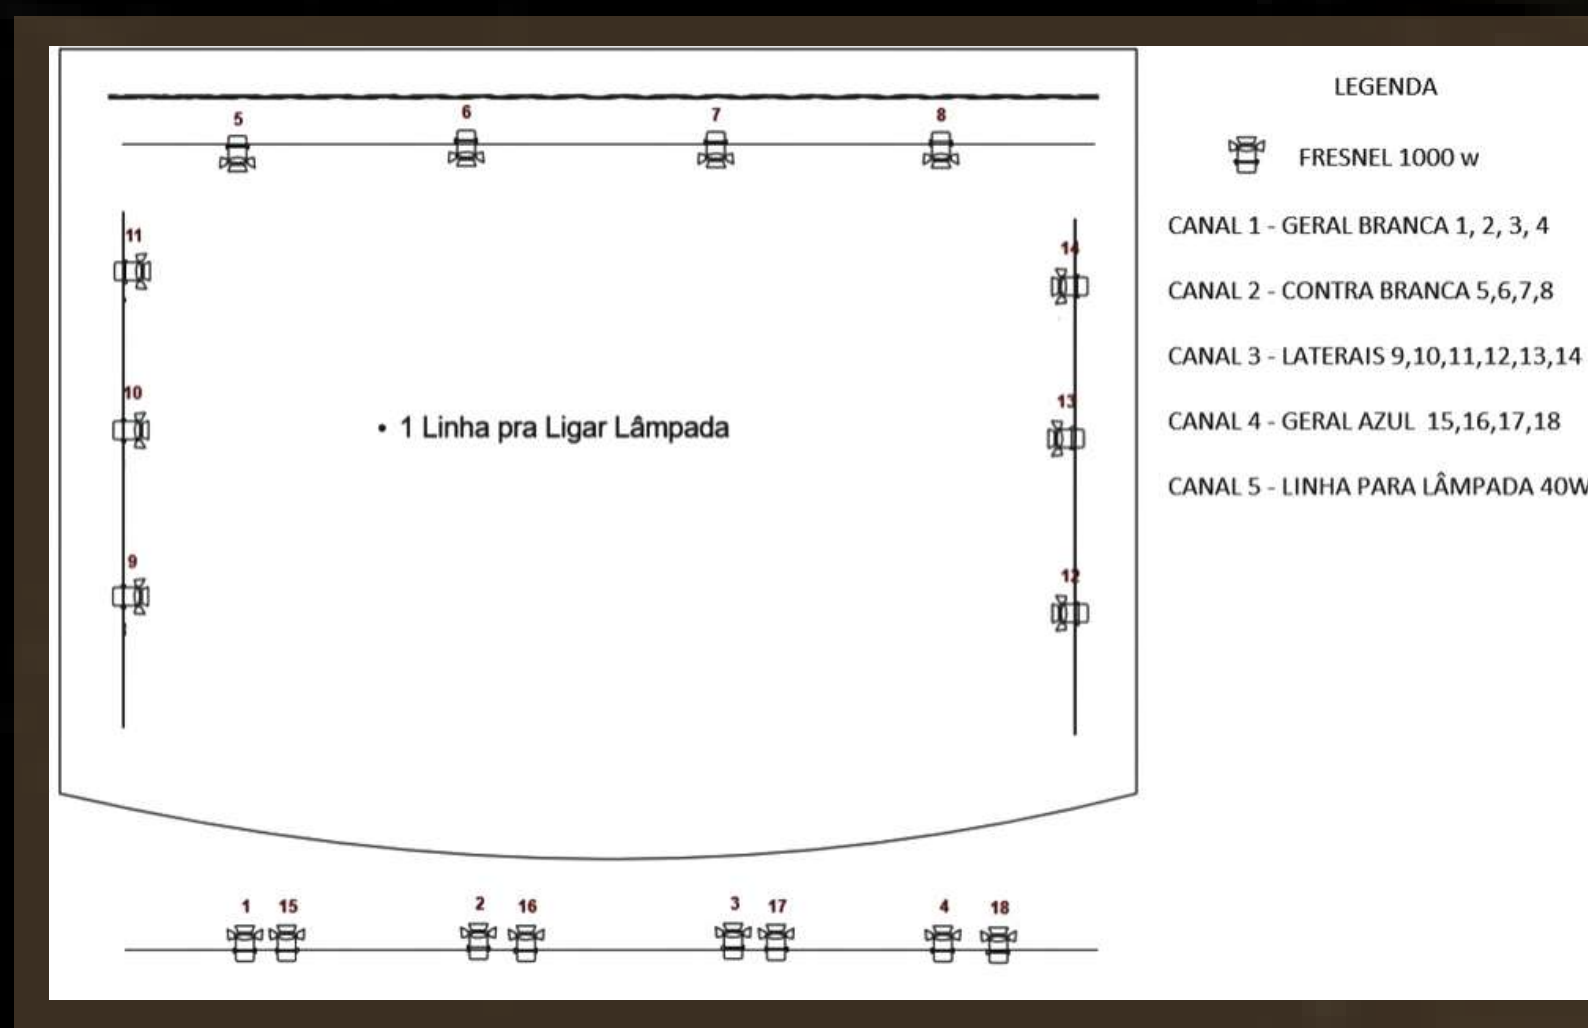 LEGENDA
5 6 7 8
FRESNEL 1000 w
CANAL 1 - GERAL BRANCA 1, 2, 3, 4
11
14
CANAL 2 - CONTRA BRANCA 5,6,7,8
CANAL 3 - LATERAIS 9,10,11,12,13,14
10
13
• 1 Linha pra Ligar Lâmpada
CANAL 4 - GERAL AZUL 15,16,17,18
CANAL 5 - LINHA PARA LÂMPADA 40W
9
12
1 15 2 16 3 17 4 18